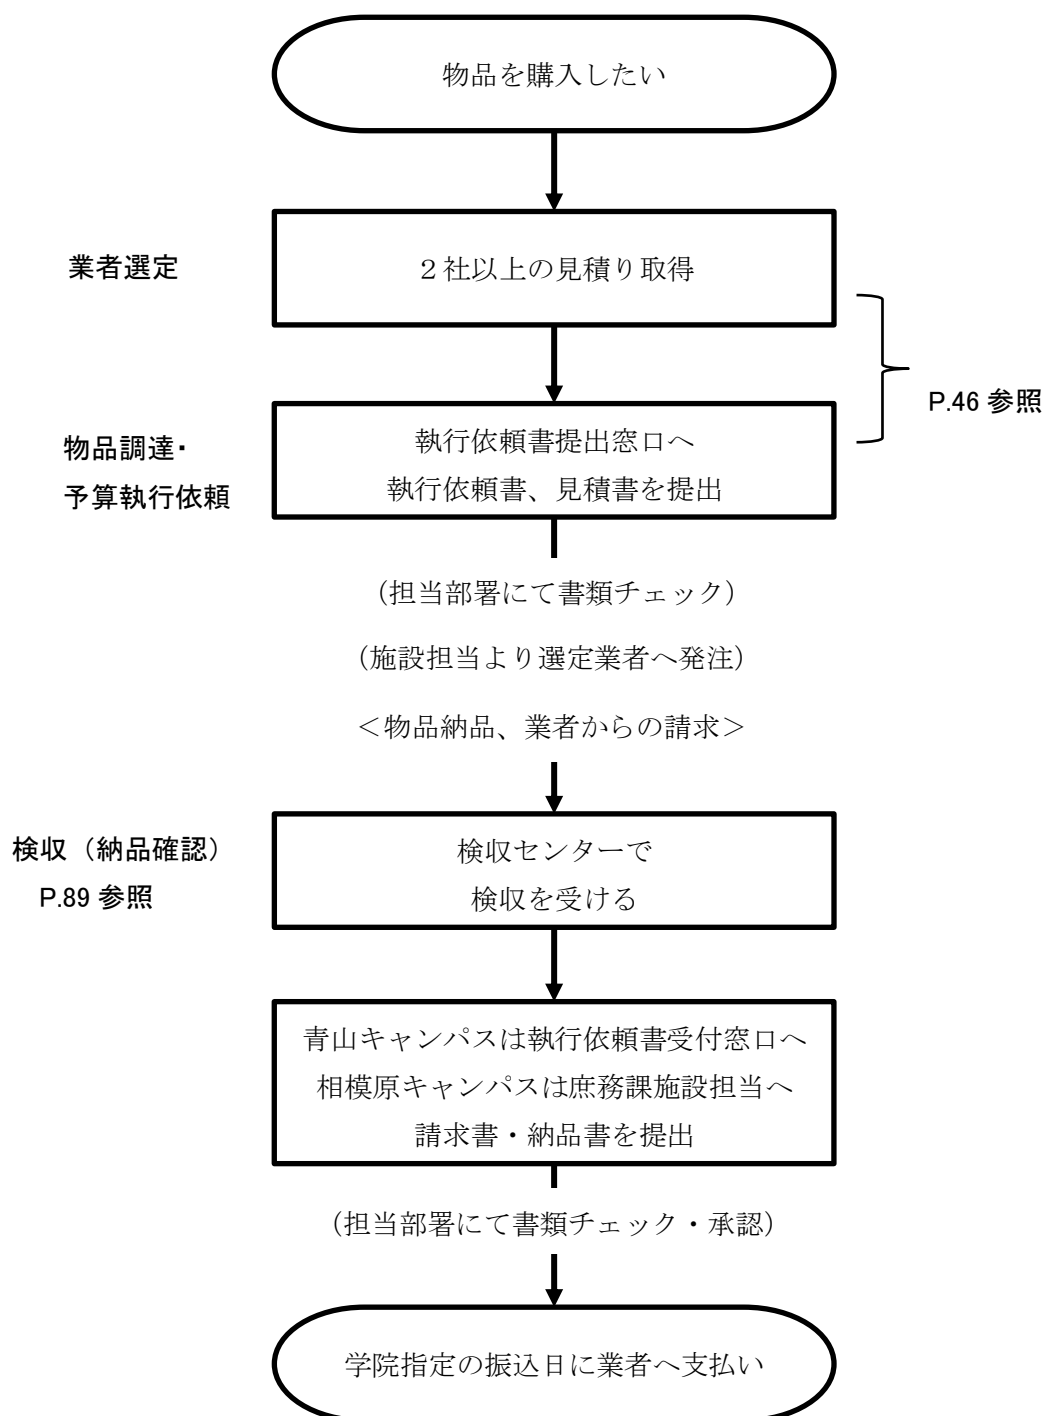 物品を購入したい
業者選定
２社以上の見積り取得
P.46 参照
物品調達・
予算執行依頼
執行依頼書提出窓口へ
執行依頼書、見積書を提出
（担当部署にて書類チェック）
（施設担当より選定業者へ発注）
＜物品納品、業者からの請求＞
検収（納品確認）
P.89 参照
検収センターで
検収を受ける
青山キャンパスは執行依頼書受付窓口へ
相模原キャンパスは庶務課施設担当へ
請求書・納品書を提出
（担当部署にて書類チェック・承認）
学院指定の振込日に業者へ支払い